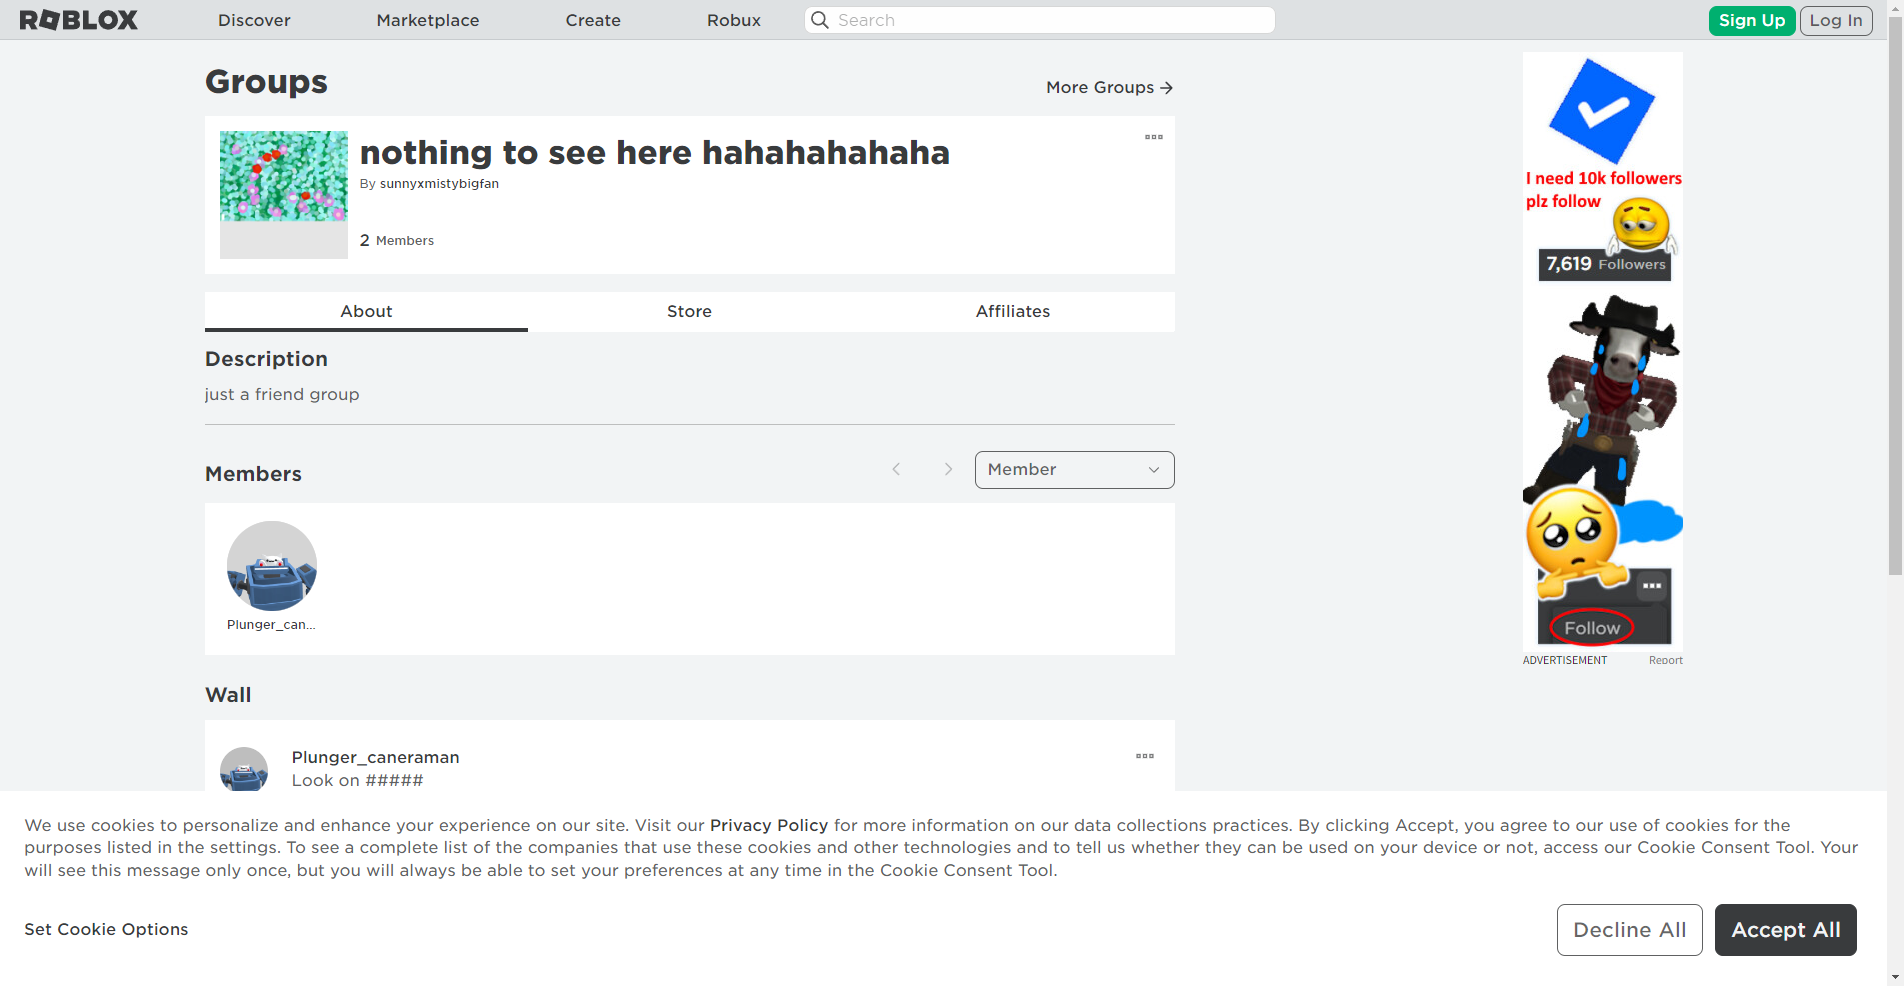 ROBLOX
Discover
Marketplace
Create
Robux
Search
Sign Up
Log In
Groups
More Groups
nothing to see here hahahahahaha
By sunnyxmistybigfan
2 Members
About
Store
Affiliates
Description
just a friend group
Members
Member
Plunger_can...
Wall
Plunger_caneraman
Look on #####
I need 10k followers
plz follow
7,619 Followers
Follow
ADVERTISEMENT
Report
We use cookies to personalize and enhance your experience on our site. Visit our Privacy Policy for more information on our data collections practices. By clicking Accept, you agree to our use of cookies for the
purposes listed in the settings. To see a complete list of the companies that use these cookies and other technologies and to tell us whether they can be used on your device or not, access our Cookie Consent Tool. Your
will see this message only once, but you will always be able to set your preferences at any time in the Cookie Consent Tool.
Set Cookie Options
Decline All
Accept All